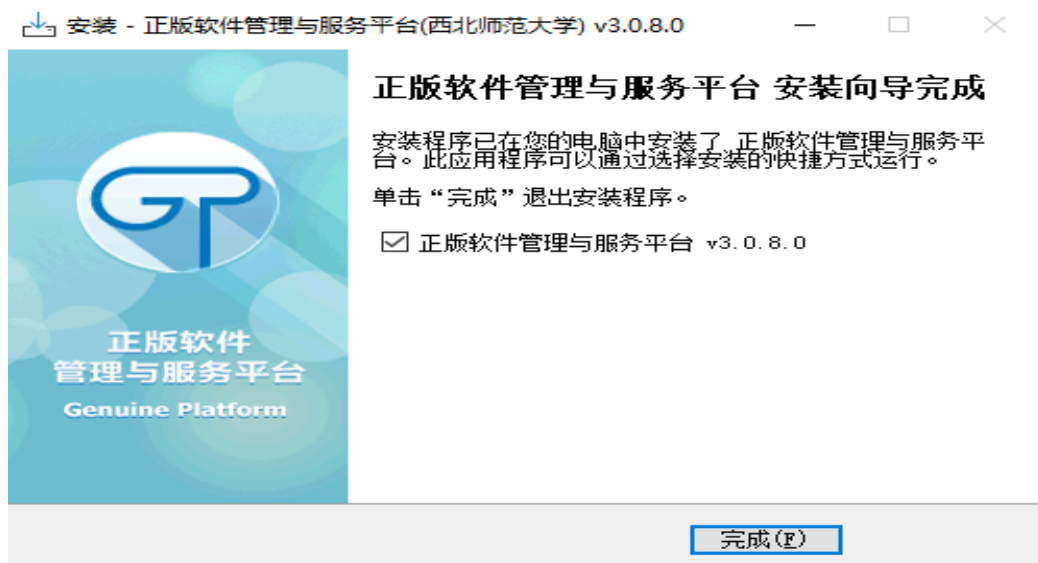 安装 - 正版软件管理与服务平台(西北师范大学) v3.0.8.0
正版软件管理与服务平台 安装向导完成
安装程序已在您的电脑中安装了 正版软件管理与服务平
台。此应用程序可以通过选择安装的快捷方式运行。
单击“完成”退出安装程序。
正版软件管理与服务平台 v3.0.8.0
正版软件
管理与服务平台
Genuine Platform
完成(F)